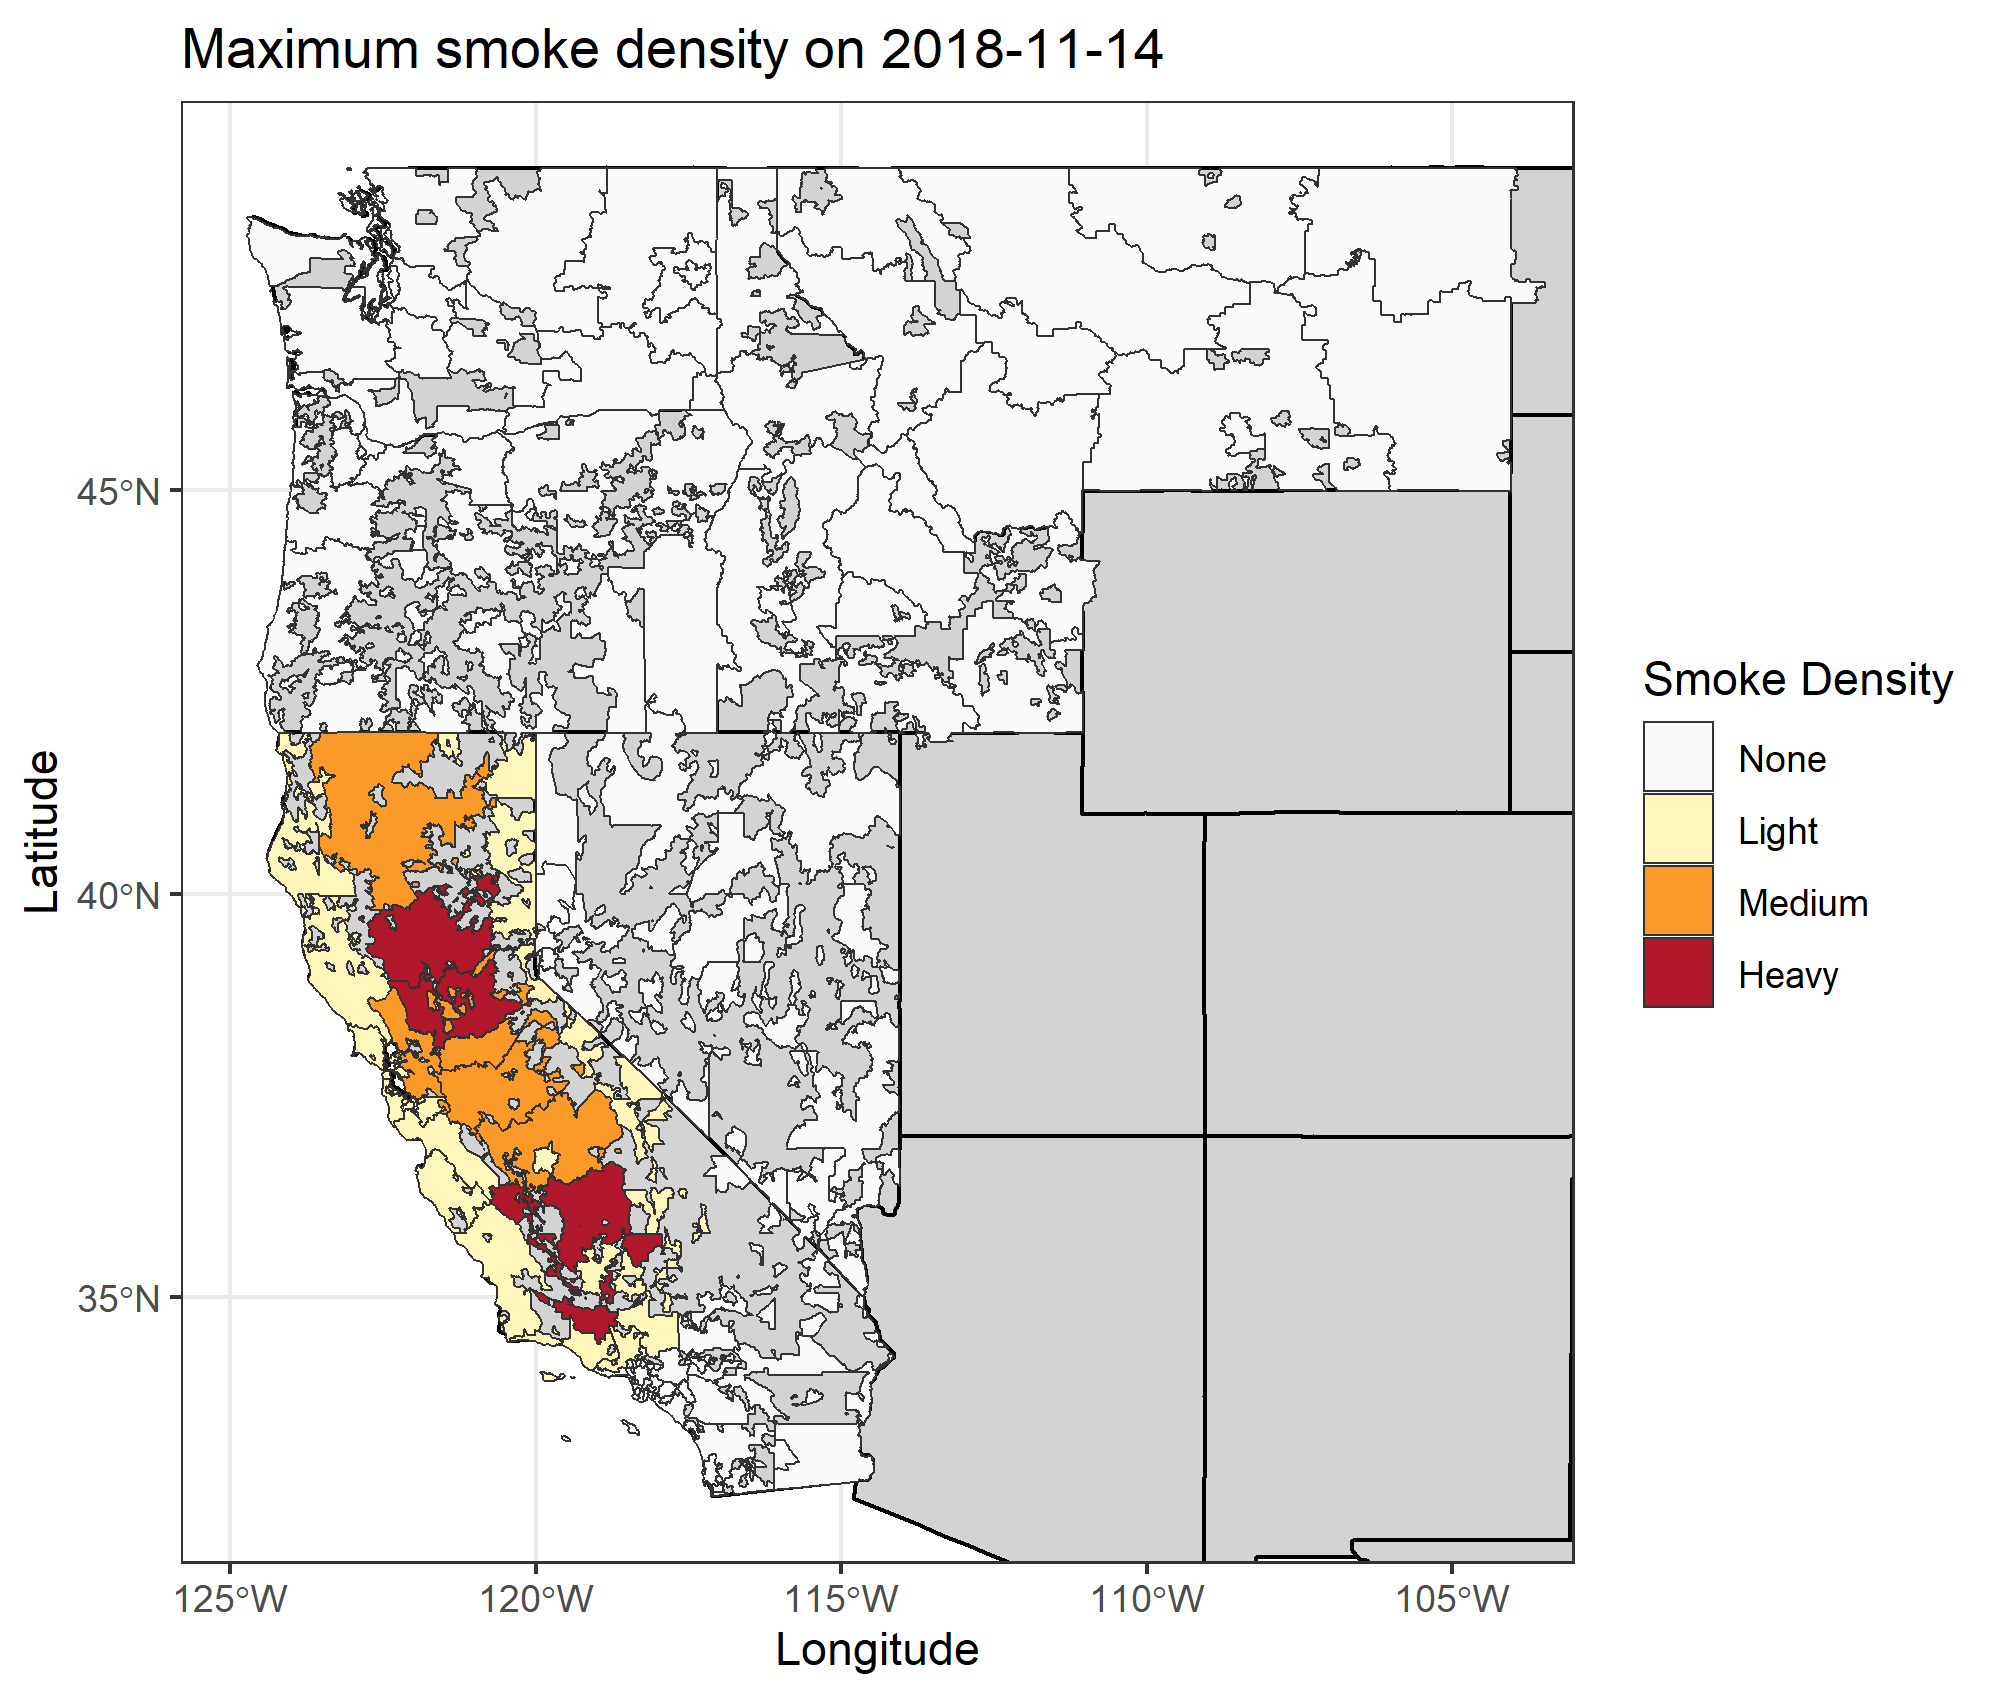 Maximum smoke density on 2018-11-14
Latitude
45°N
40°N
35°N
125°W
120°W
115°W
110°W
105°W
Longitude
Smoke Density
None
Light
Medium
Heavy